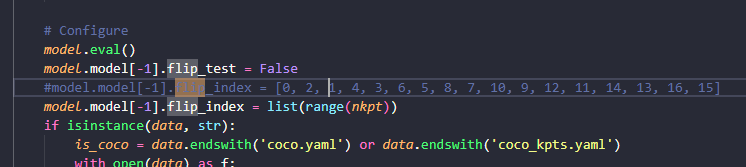 # Configure
model.eval()
model.model[-1].flip_test = False
#model.model[-1].flip_index = [0, 2, 1, 4, 3, 6, 5, 8, 7, 10, 9, 12, 11, 14, 13, 16, 15]
model.model[-1].flip_index = list(range(nkpt))
if isinstance(data, str):
is_coco = data.endswith('coco.yaml') or data.endswith('coco_kpts.yaml')
with open(data) as f: